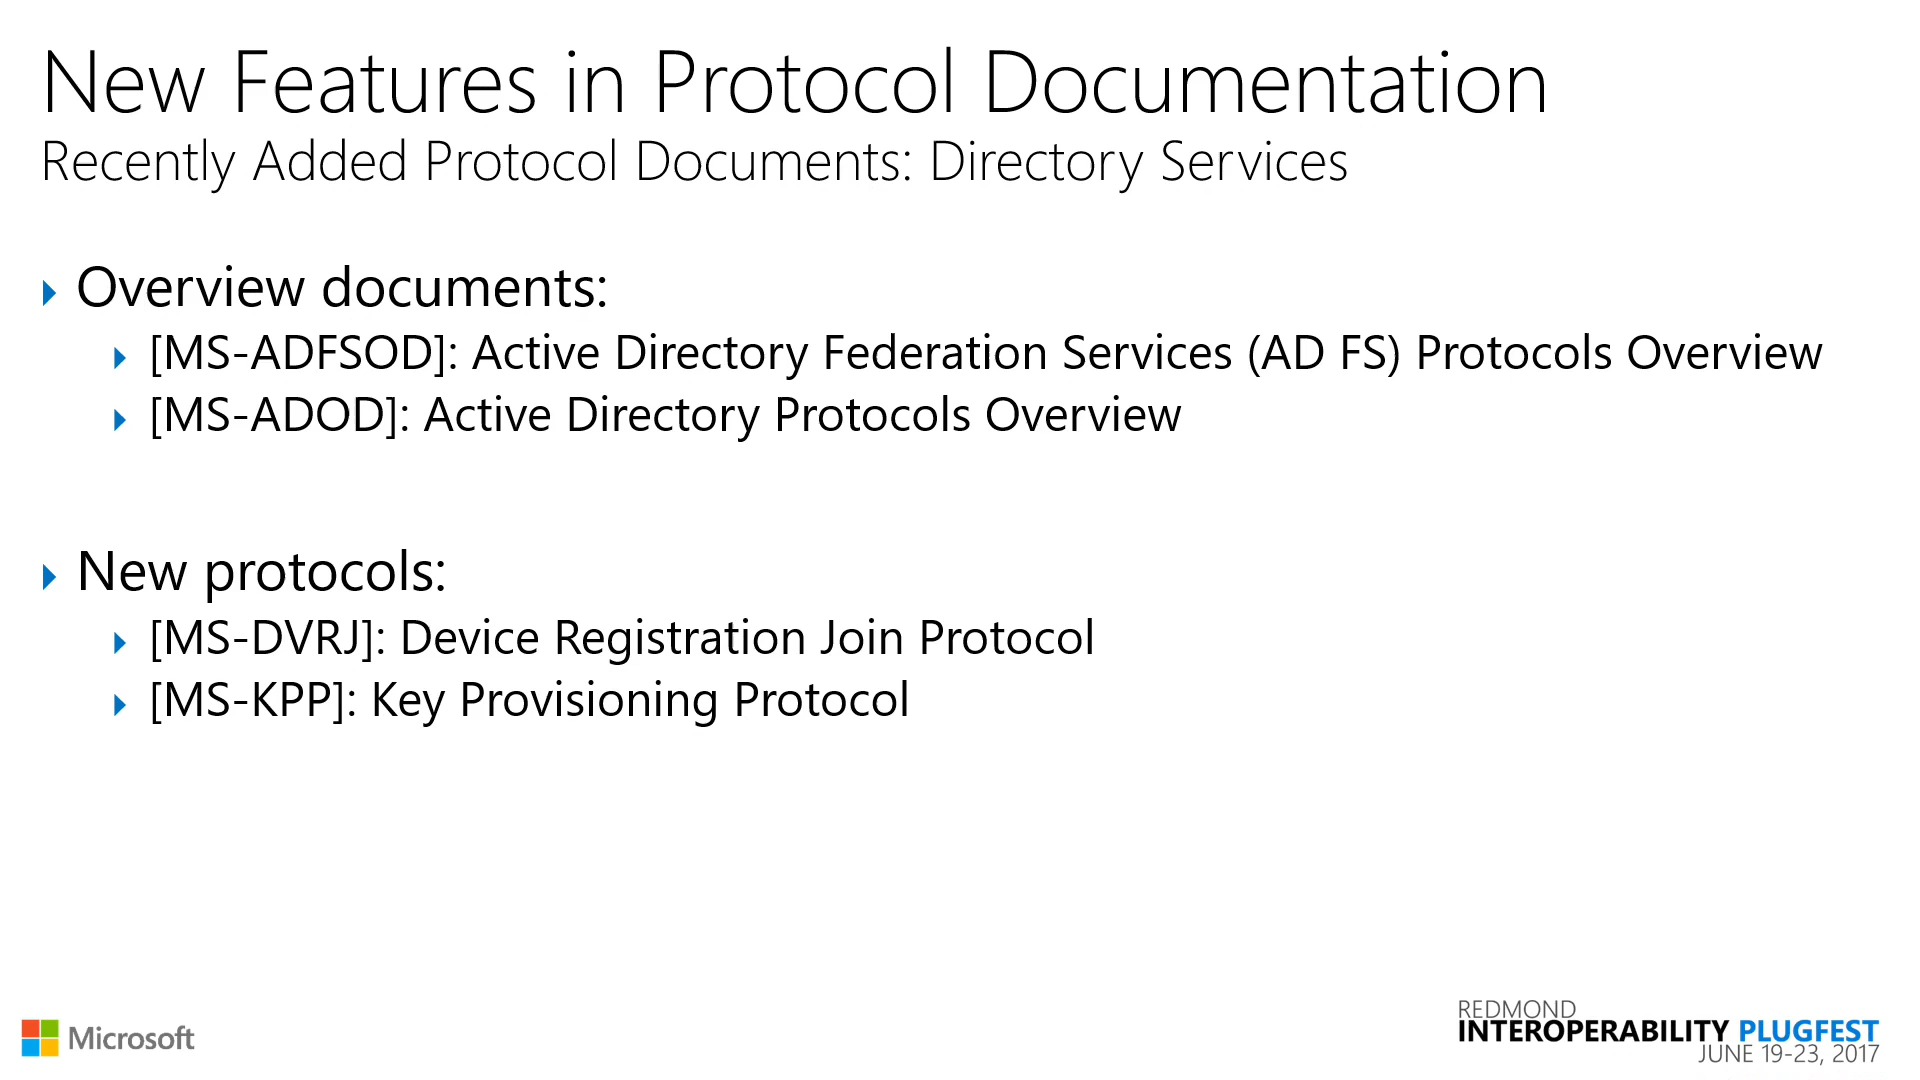 New Features in Protocol Documentation
Recently Added Protocol Documents: Directory Services
Overview documents:
[MS-ADFSOD]: Active Directory Federation Services (AD FS) Protocols Overview
[MS-ADOD]: Active Directory Protocols Overview
New protocols:
[MS-DVRJ]: Device Registration Join Protocol
[MS-KPP]: Key Provisioning Protocol
Microsoft
REDMOND
INTEROPERABILITY PLUGFEST
JUNE 19-23, 2017